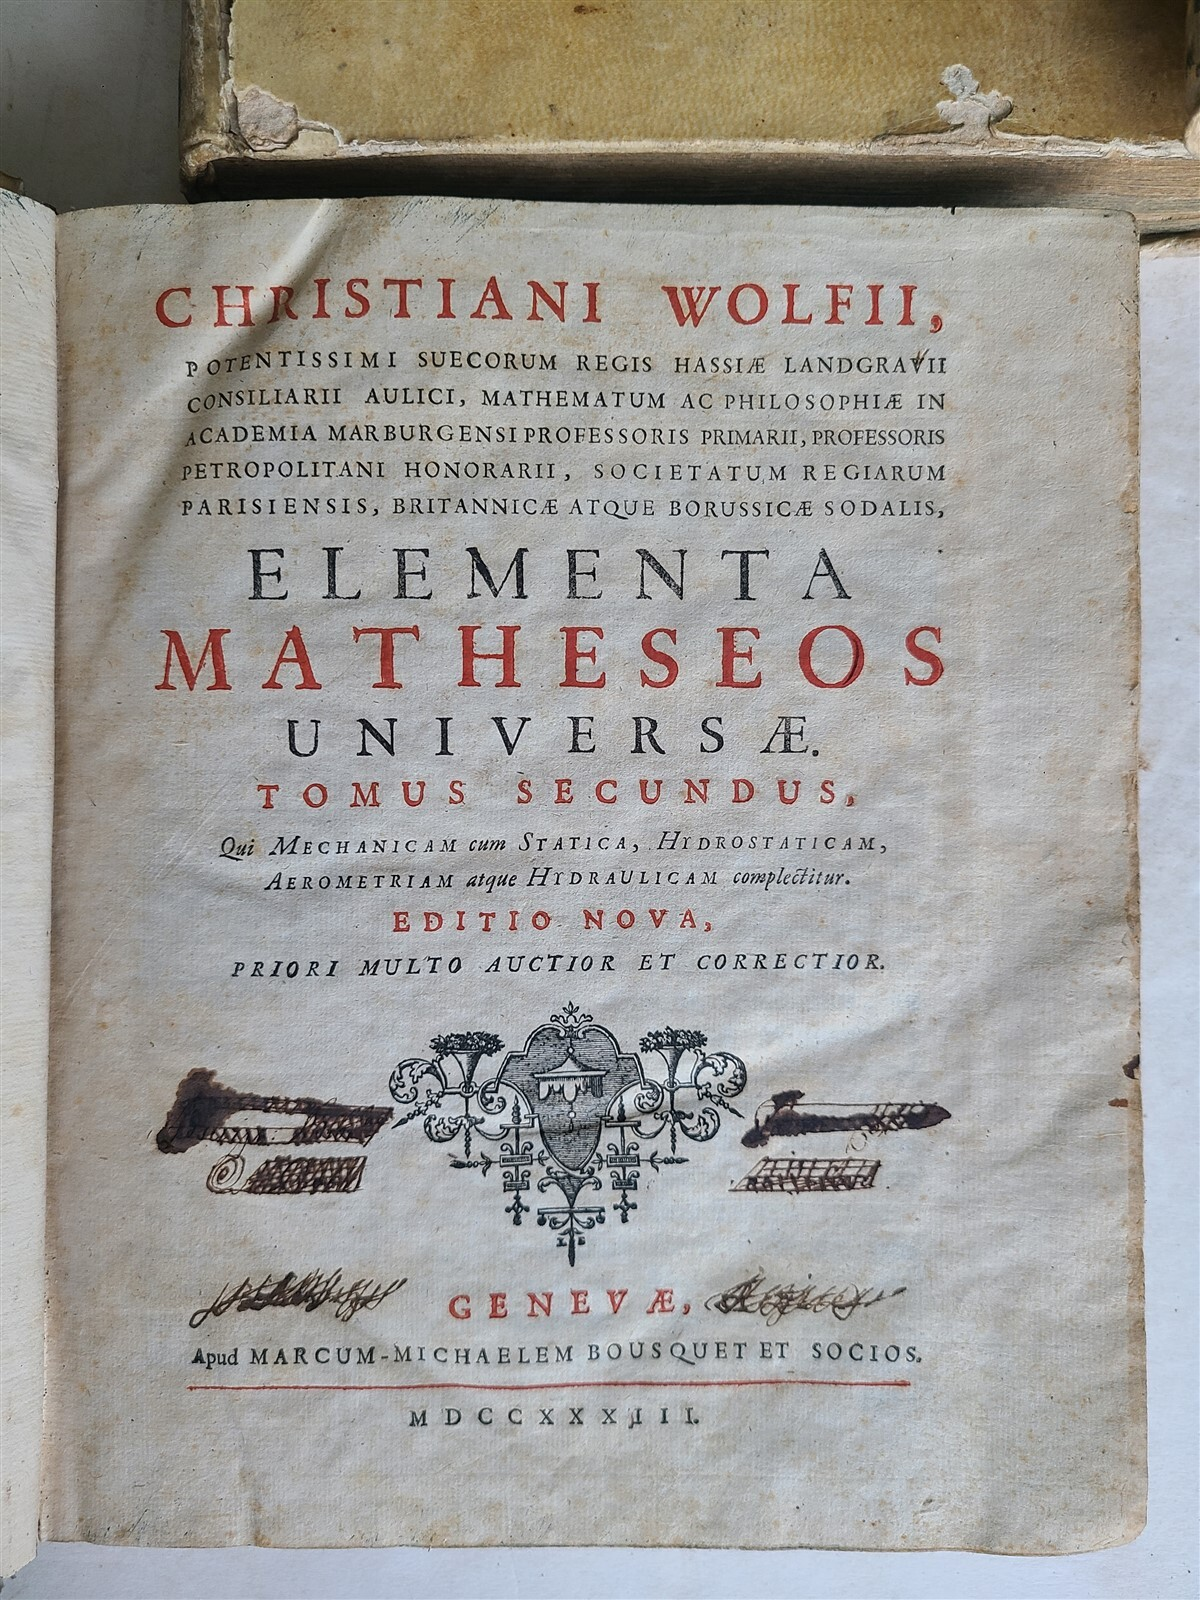 CHRISTIANI WOLFII,
POTENTISSIMI SUECORUM REGIS HASSIÆ LANDGRAVII
CONSILIARII AULICI, MATHEMATUM AC PHILOSOPHIÆ IN
ACADEMIA MARBURGENSI PROFESSORIS PRIMARII, PROFESSORIS
PETROPOLITANI HONORARII, SOCIETATUM REGIARUM
PARISIENSIS, BRITANNICÆ ATQUE BORUSSICÆ SODALIS,
ELEMENTA
MATHESEOS
UNIVERSÆ.
TOMUS SECUNDUS,
Qui MECHANICAM cum STATICA, HYDROSTATICAM,
AEROMETRIAM atque HYDRAULICAM complectitur.
EDITIO NOVA,
PRIORI MULTO AUCTIOR ET CORRECTIOR.
GENEVÆ,
Apud MARCUM-MICHAELEM BOUSQUET ET SOCIOS.
MDCCXXXIII.